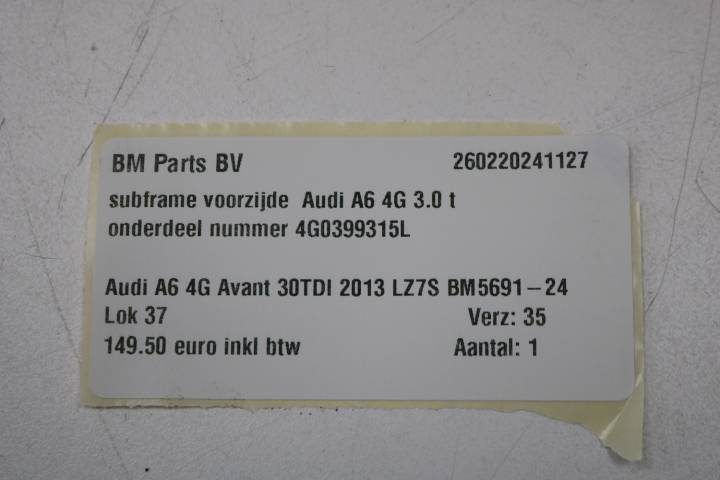 BM Parts BV 260220241127
subframe voorzijde Audi A6 4G 3.0 t
onderdeel nummer 4G0399315L
Audi A6 4G Avant 30TDI 2013 LZ7S BM5691-24
Lok 37 Verz: 35
149.50 euro inkl btw Aantal: 1